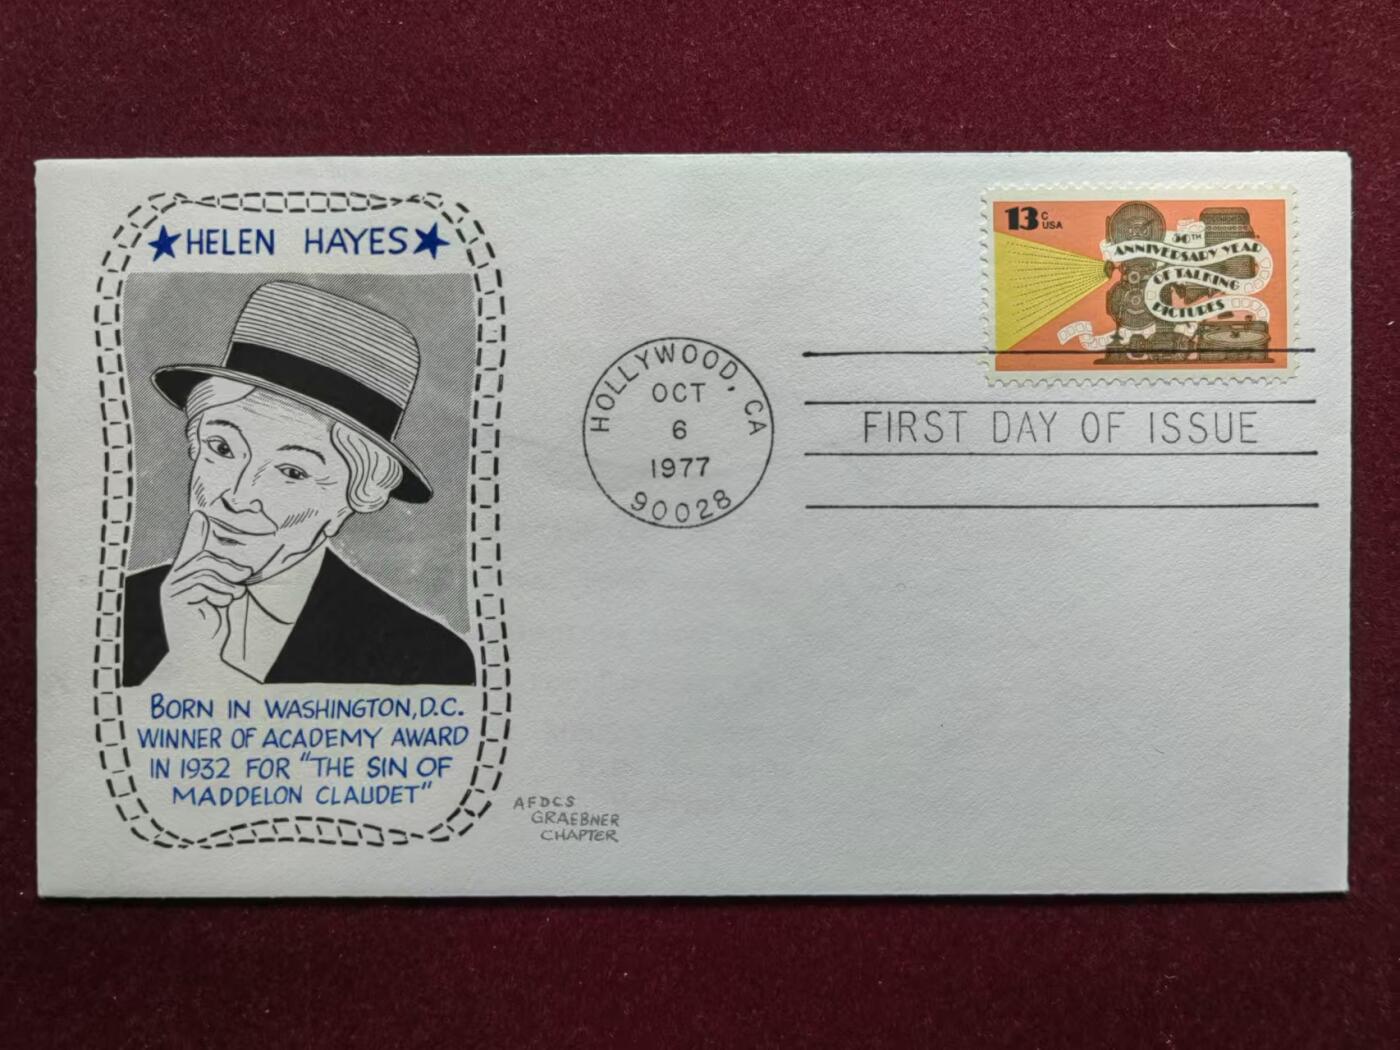 HELEN HAYES
BORN IN WASHINGTON, D.C.
WINNER OF ACADEMY AWARD
IN 1932 FOR "THE SIN OF
MADDELON CLAUDET"
AFDCS
GRAEBNER
CHAPTER
HOLLYWOOD, CA
OCT
6
1977
90028
13c
USA
50TH
ANNIVERSARY YEAR
OF TALKING
PICTURES
FIRST DAY OF ISSUE